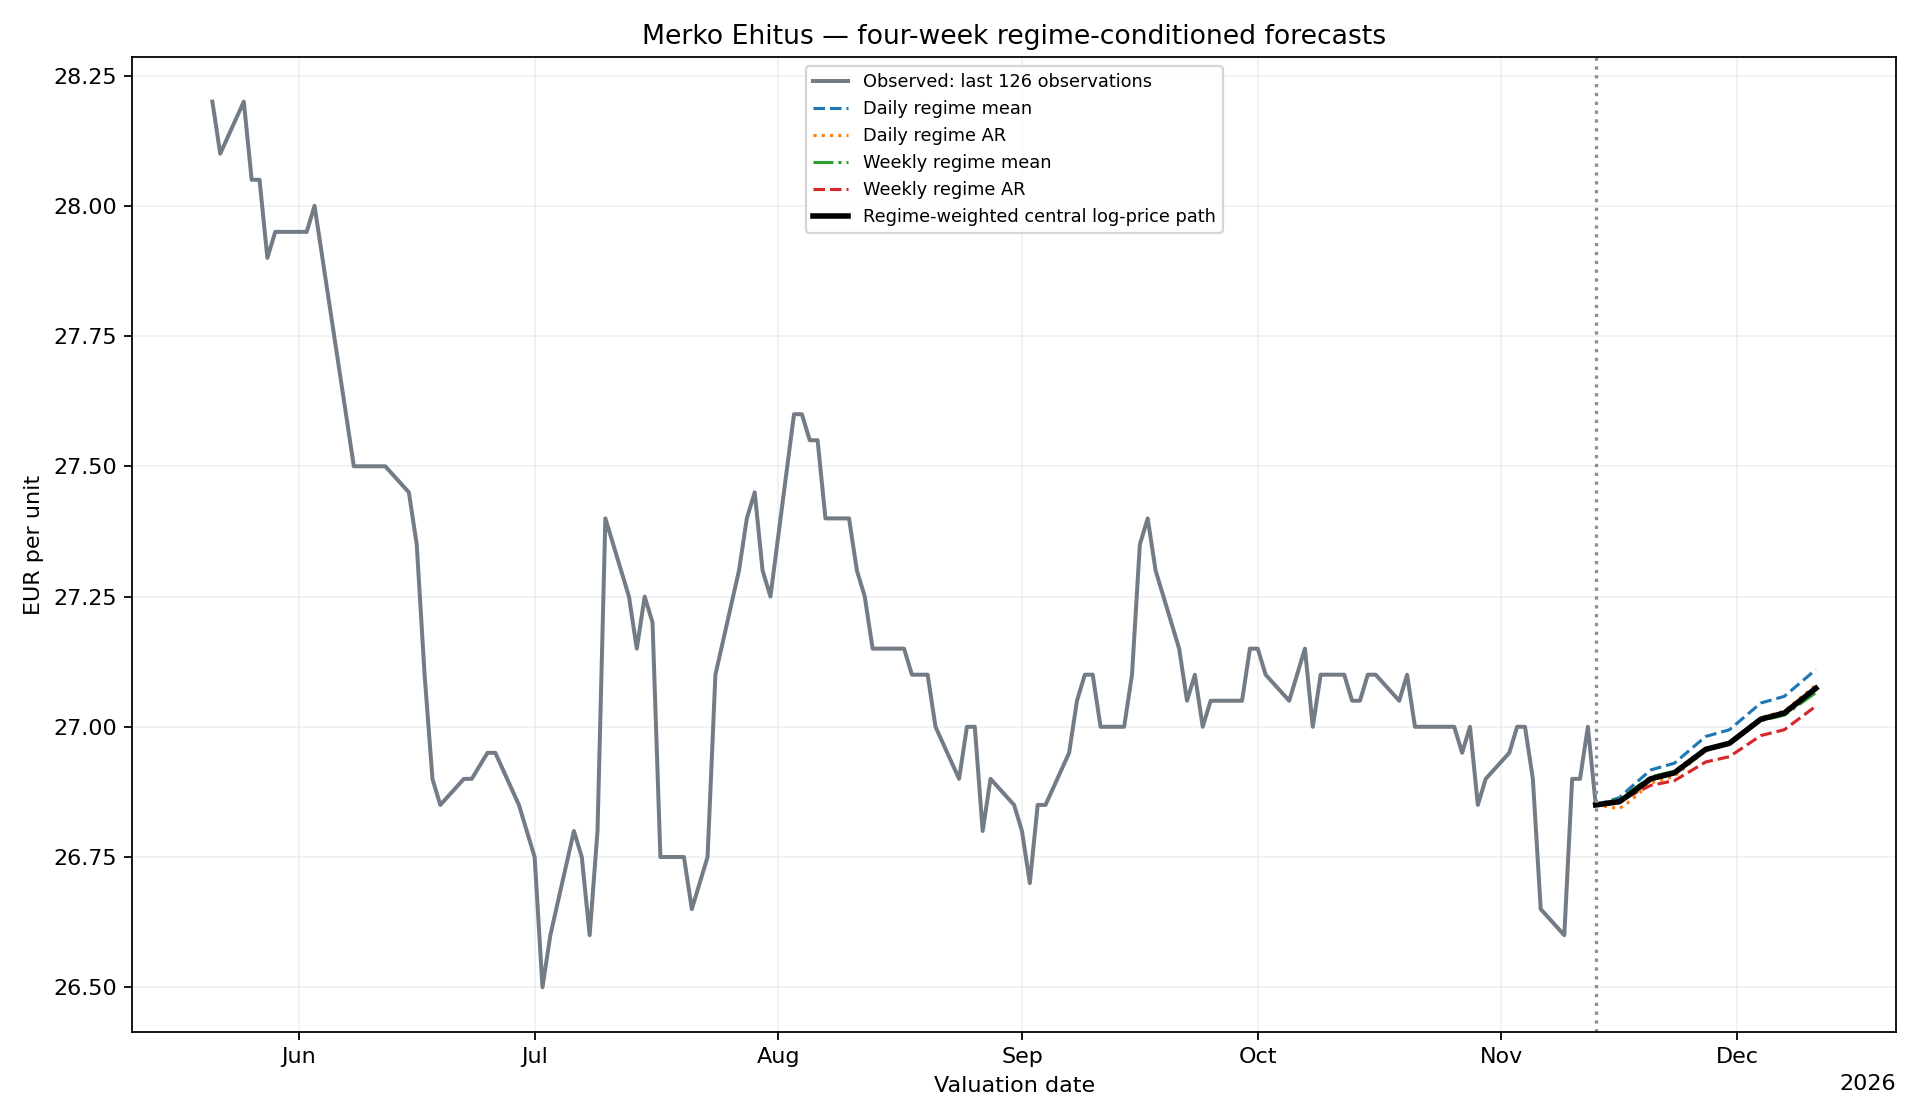 Merko Ehitus — four-week regime-conditioned forecasts
28.25
28.00
27.75
27.50
27.25
27.00
26.75
26.50
EUR per unit
Observed: last 126 observations
Daily regime mean
Daily regime AR
Weekly regime mean
Weekly regime AR
Regime-weighted central log-price path
Jun
Jul
Aug
Sep
Oct
Nov
Dec
Valuation date
2026